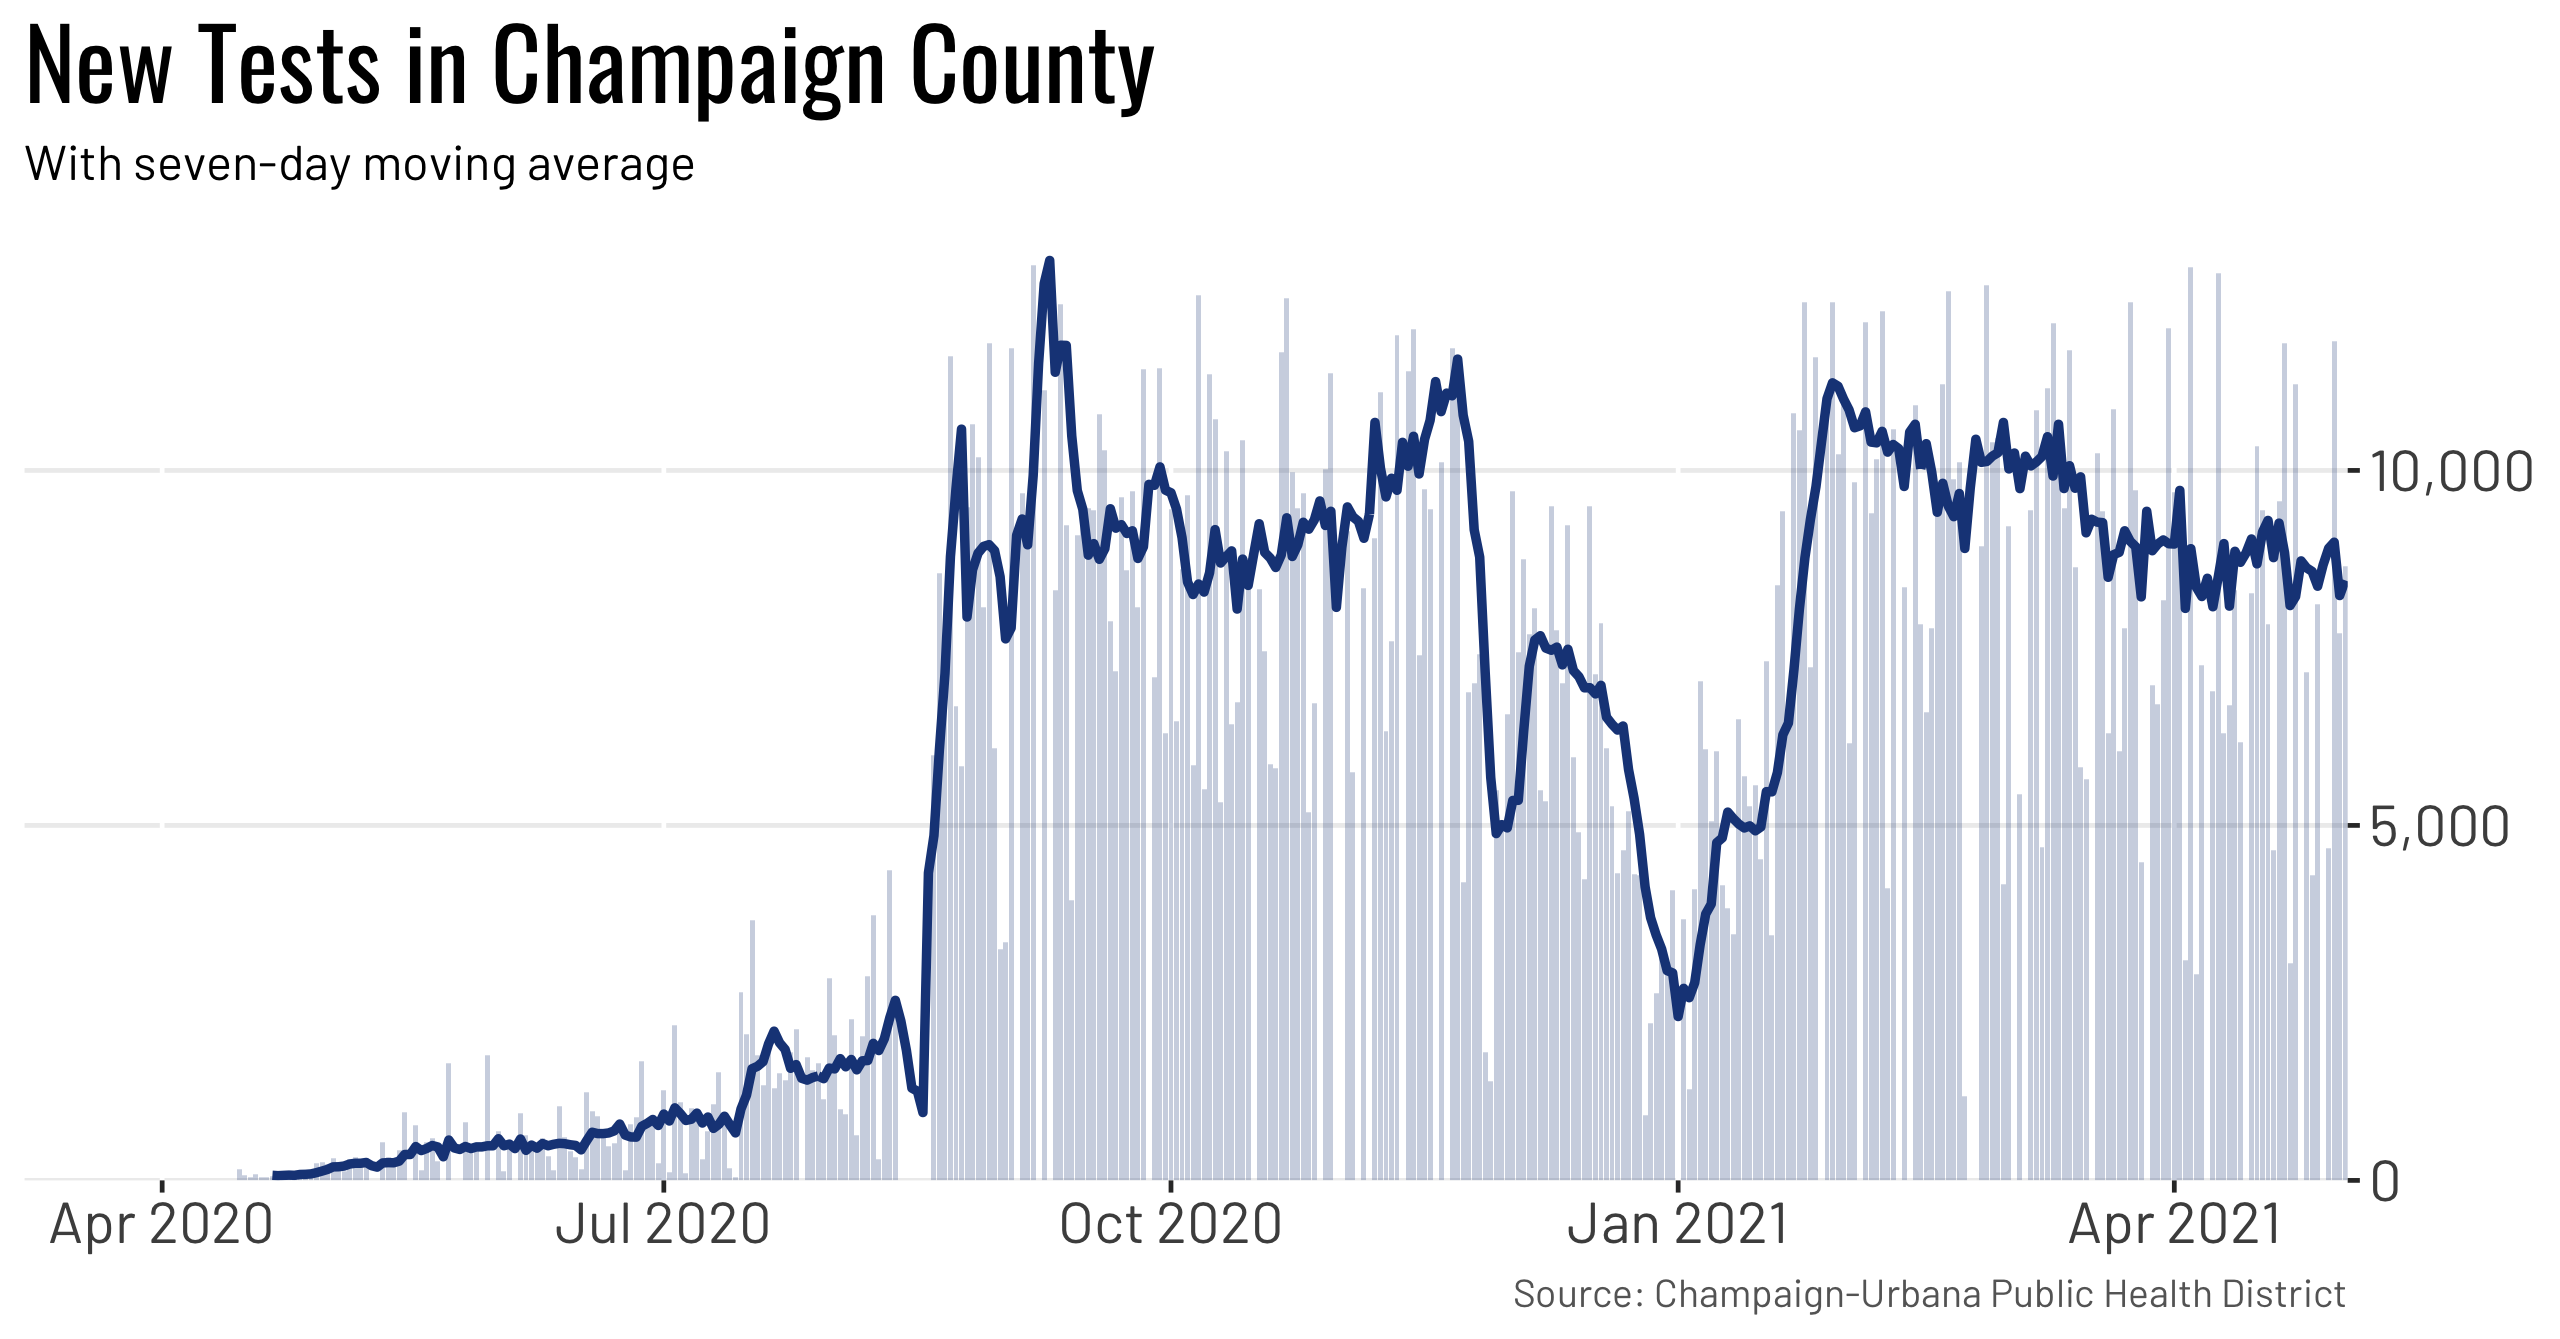 New Tests in Champaign County
With seven-day moving average
10,000
5,000
0
Apr 2020
Jul 2020
Oct 2020
Jan 2021
Apr 2021
Source: Champaign-Urbana Public Health District